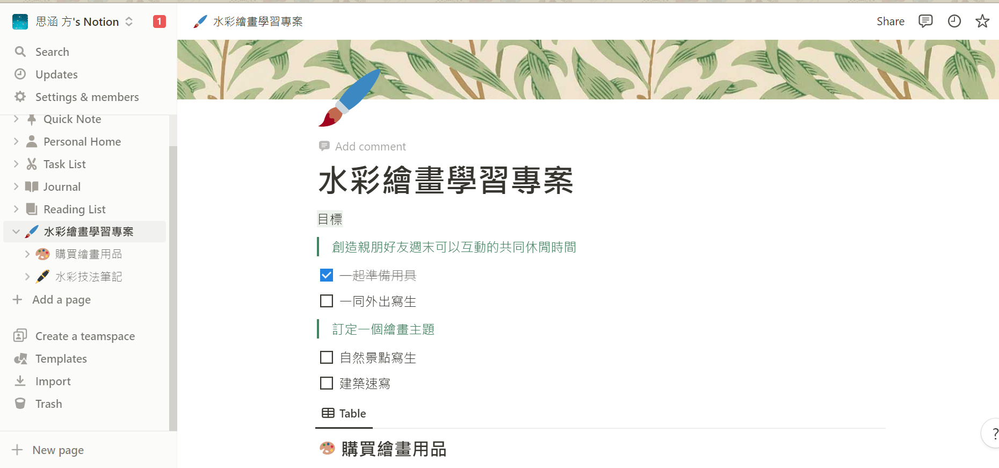 思涵 方's Notion
1
Search
Updates
Settings & members
Quick Note
Personal Home
Task List
Journal
Reading List
水彩繪畫學習專案
購買繪畫用品
水彩技法筆記
Add a page
Create a teamspace
Templates
Import
Trash
New page
水彩繪畫學習專案
Share
Add comment
水彩繪畫學習專案
目標
創造親朋好友週末可以互動的共同休閒時間
一起準備用具
一同外出寫生
訂定一個繪畫主題
自然景點寫生
建築速寫
Table
購買繪畫用品
?